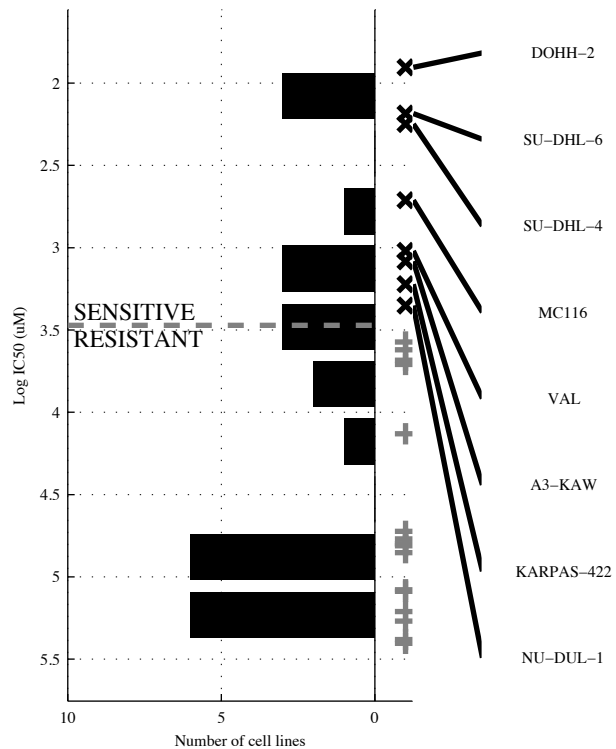 DOHH−2
2
SU−DHL−6
2.5
SU−DHL−4
3
MC116
SENSITIVE
3.5
RESISTANT
Log IC50 (uM)
VAL
4
A3−KAW
4.5
KARPAS−422
5
NU−DUL−1
5.5
10 5 0
Number of cell lines